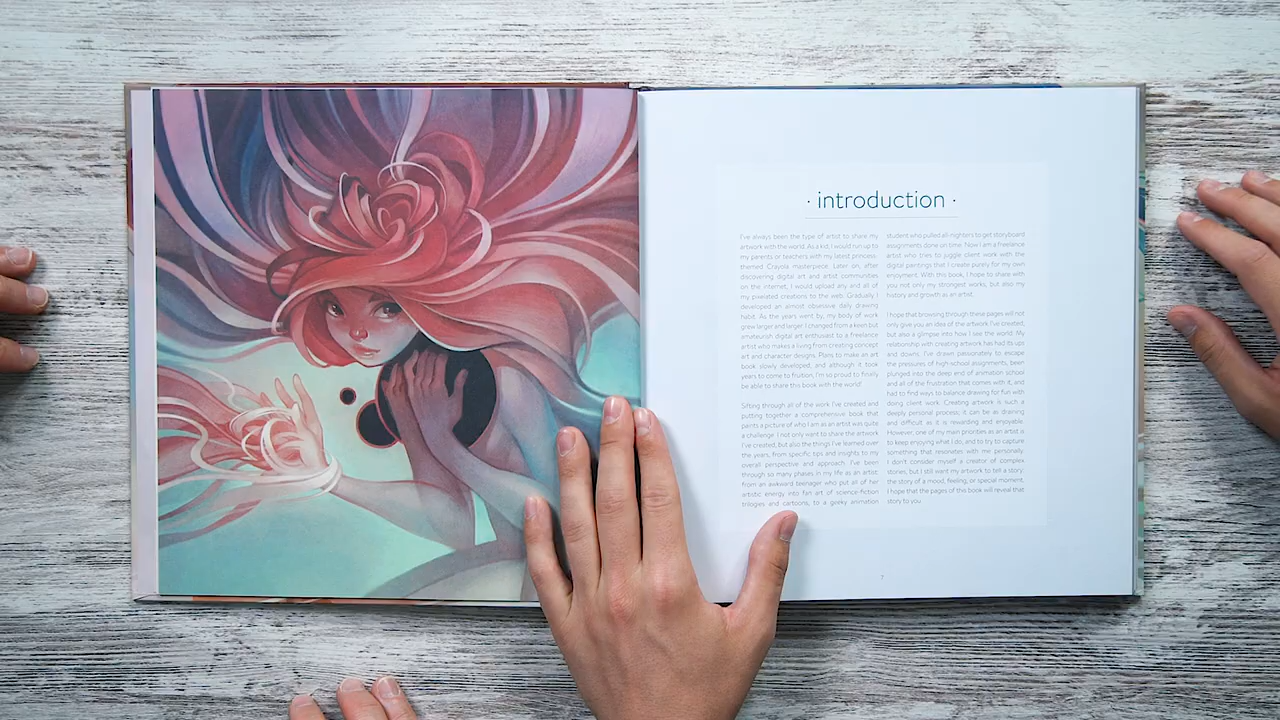 · introduction ·
I've always been the type of artist to share my
artwork with the world. As a kid, I would run up to
my parents or teachers with my latest princess-
themed Crayola masterpiece. Later on, after
discovering digital art and artist communities
on the internet, I would upload any and all of
my pixelated creations to the web. Gradually I
developed an almost obsessive daily drawing
habit. As the years went by, my body of work
grew larger and larger. I changed from a keen but
amateurish digital art enthusiast to a freelance
artist who makes a living from creating concept
art and character designs. Plans to make an art
book slowly developed, and although it took
years to come to fruition, I'm so proud to finally
be able to share this book with the world!
Sifting through all of the work I've created and
putting together a comprehensive book that
paints a picture of who I am as an artist was quite
a challenge. I not only want to share the artwork
I've created, but also the things I've learned over
the years, from specific tips and insights to my
overall perspective and approach. I've been
through so many phases in my life as an artist:
from an awkward teenager who put all of her
artistic energy into fan art of science-fiction
trilogies and cartoons, to a geeky animation
student who pulled all-nighters to get storyboard
assignments done on time. Now I am a freelance
artist who tries to juggle client work with the
digital paintings that I create purely for my own
enjoyment. With this book, I hope to share with
you not only my strongest works, but also my
history and growth as an artist.
I hope that browsing through these pages will not
only give you an idea of the artwork I've created,
but also a glimpse into how I see the world. My
relationship with creating artwork has had its ups
and downs: I've drawn passionately to escape
the pressures of high-school assignments, been
plunged into the deep end of animation school
and all of the frustration that comes with it, and
had to find ways to balance drawing for fun with
doing client work. Creating artwork is such a
deeply personal process; it can be as draining
and difficult as it is rewarding and enjoyable.
However, one of my main priorities as an artist is
to keep enjoying what I do, and to try to capture
something that resonates with me personally.
I don't consider myself a creator of complex
stories, but I still want my artwork to tell a story:
the story of a mood, feeling, or special moment.
I hope that the pages of this book will reveal that
story to you.
7